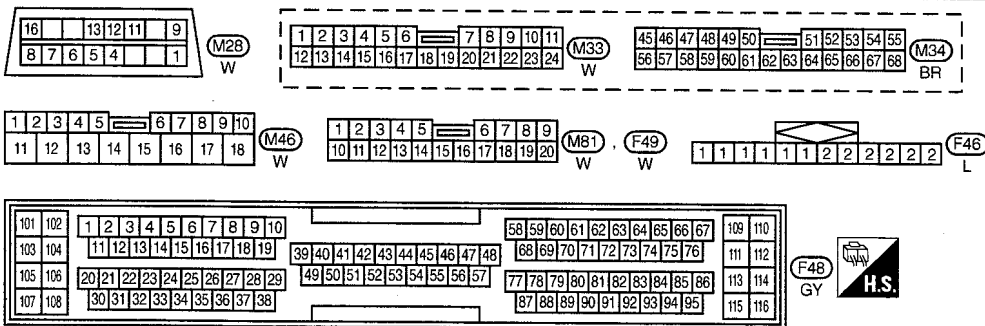 16 13 12 11 9
8 7 6 5 4 1
M28
W
1 2 3 4 5 6 7 8 9 10 11
12 13 14 15 16 17 18 19 20 21 22 23 24
M33
W
45 46 47 48 49 50 51 52 53 54 55
56 57 58 59 60 61 62 63 64 65 66 67 68
M34
BR
1 2 3 4 5 6 7 8 9 10
11 12 13 14 15 16 17 18
M46
W
1 2 3 4 5 6 7 8 9
10 11 12 13 14 15 16 17 18 19 20
M81 , F49
W W
1 1 1 1 1 1 2 2 2 2 2 2
F46
L
101 102
103 104
105 106
107 108
1 2 3 4 5 6 7 8 9 10
11 12 13 14 15 16 17 18 19
20 21 22 23 24 25 26 27 28 29
30 31 32 33 34 35 36 37 38
39 40 41 42 43 44 45 46 47 48
49 50 51 52 53 54 55 56 57
58 59 60 61 62 63 64 65 66 67
68 69 70 71 72 73 74 75 76
77 78 79 80 81 82 83 84 85 86
87 88 89 90 91 92 93 94 95
109 110
111 112
113 114
115 116
F48
GY
H.S.